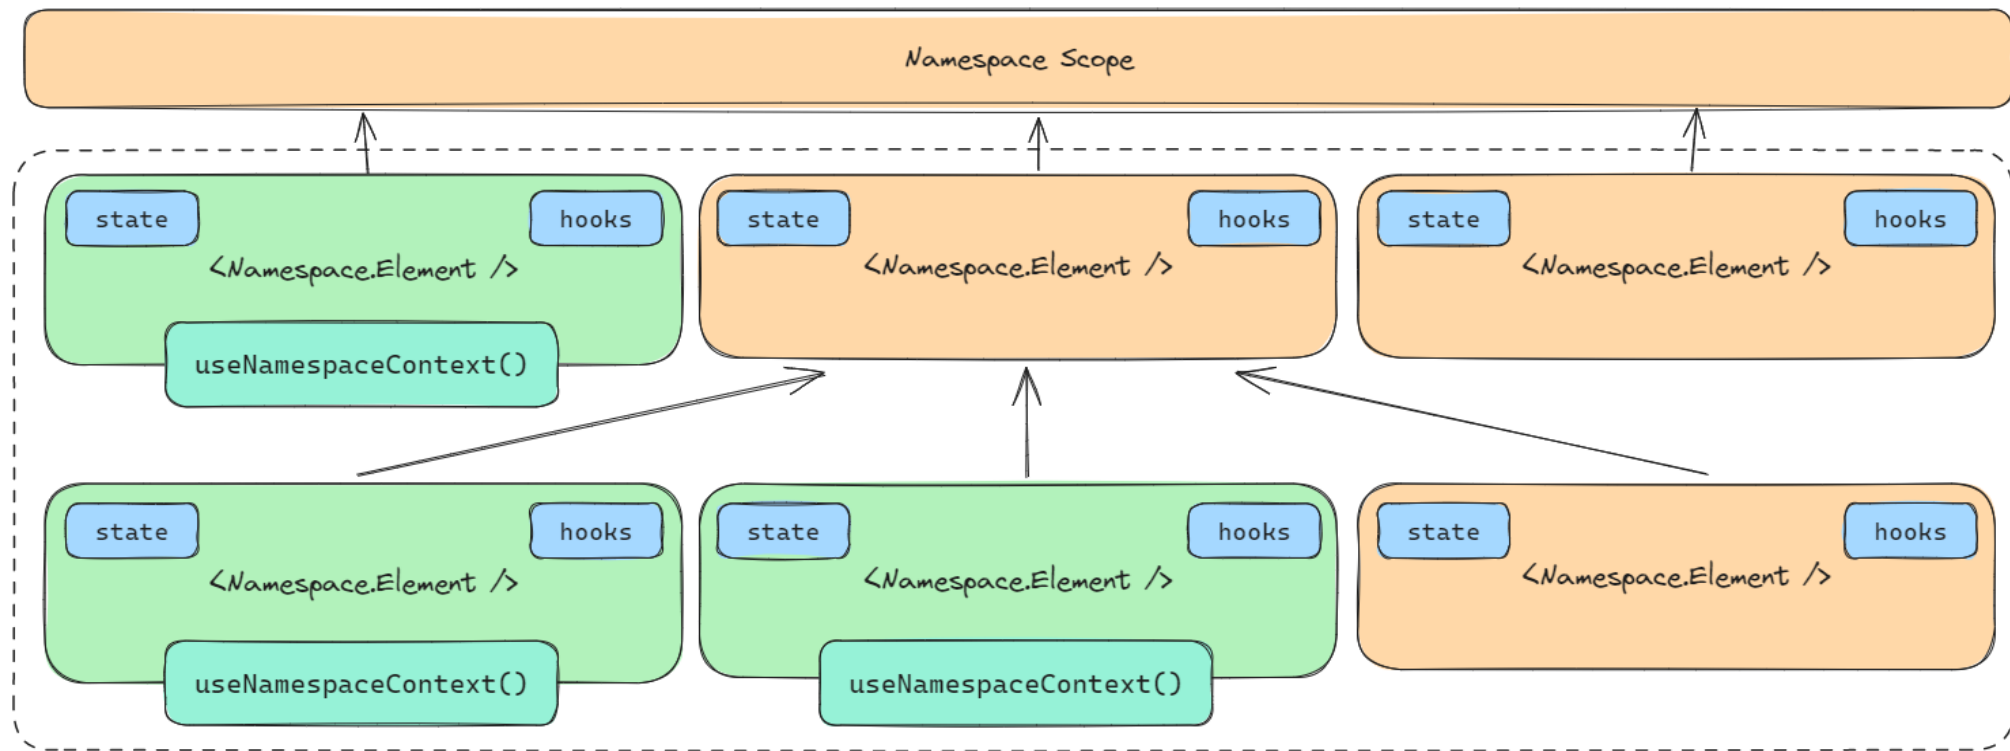 Namespace Scope
state
hooks
<Namespace.Element />
useNamespaceContext()
state
hooks
<Namespace.Element />
state
hooks
<Namespace.Element />
state
hooks
<Namespace.Element />
useNamespaceContext()
state
hooks
<Namespace.Element />
useNamespaceContext()
state
hooks
<Namespace.Element />